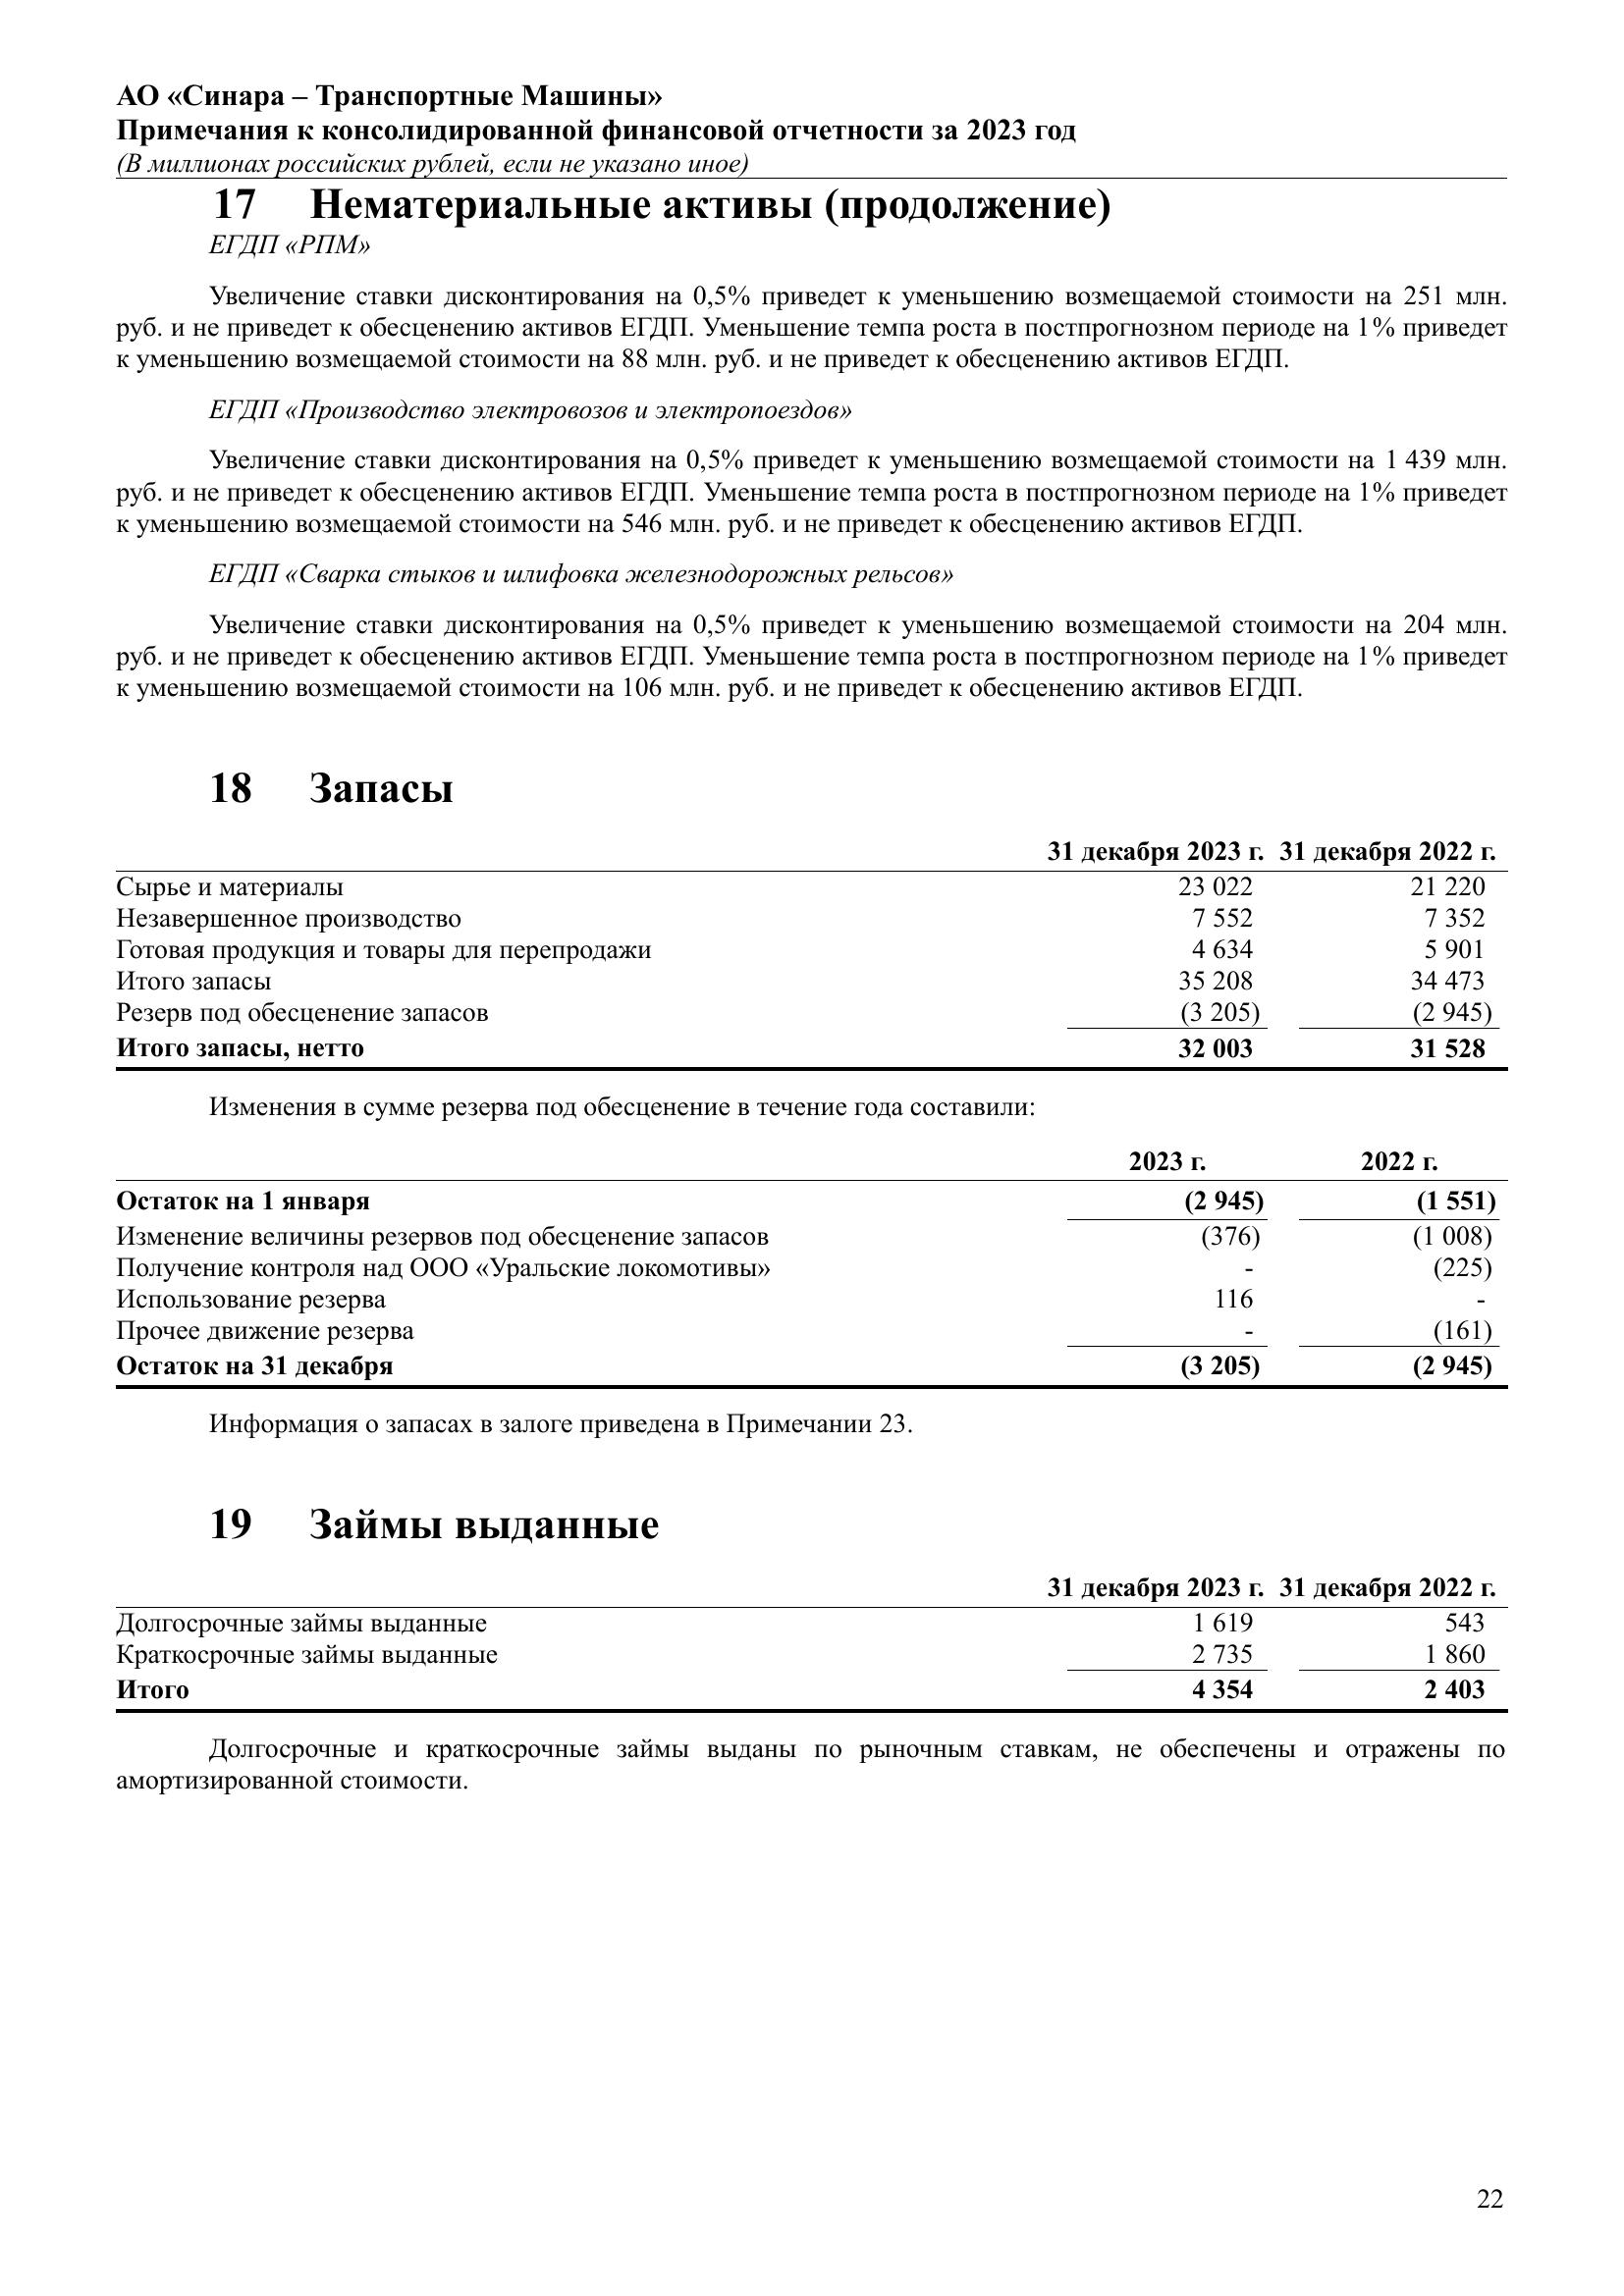 АО «Синара – Транспортные Машины»
Примечания к консолидированной финансовой отчетности за 2023 год
(В миллионах российских рублей, если не указано иное)
17 Нематериальные активы (продолжение)
ЕГДП «РПМ»
Увеличение ставки дисконтирования на 0,5% приведет к уменьшению возмещаемой стоимости на 251 млн.
руб. и не приведет к обесценению активов ЕГДП. Уменьшение темпа роста в постпрогнозном периоде на 1% приведет
к уменьшению возмещаемой стоимости на 88 млн. руб. и не приведет к обесценению активов ЕГДП.
ЕГДП «Производство электровозов и электропоездов»
Увеличение ставки дисконтирования на 0,5% приведет к уменьшению возмещаемой стоимости на 1 439 млн.
руб. и не приведет к обесценению активов ЕГДП. Уменьшение темпа роста в постпрогнозном периоде на 1% приведет
к уменьшению возмещаемой стоимости на 546 млн. руб. и не приведет к обесценению активов ЕГДП.
ЕГДП «Сварка стыков и шлифовка железнодорожных рельсов»
Увеличение ставки дисконтирования на 0,5% приведет к уменьшению возмещаемой стоимости на 204 млн.
руб. и не приведет к обесценению активов ЕГДП. Уменьшение темпа роста в постпрогнозном периоде на 1% приведет
к уменьшению возмещаемой стоимости на 106 млн. руб. и не приведет к обесценению активов ЕГДП.
18 Запасы
31 декабря 2023 г. 31 декабря 2022 г.
Сырье и материалы 23 022 21 220
Незавершенное производство 7 552 7 352
Готовая продукция и товары для перепродажи 4 634 5 901
Итого запасы 35 208 34 473
Резерв под обесценение запасов (3 205) (2 945)
Итого запасы, нетто 32 003 31 528
Изменения в сумме резерва под обесценение в течение года составили:
2023 г. 2022 г.
Остаток на 1 января (2 945) (1 551)
Изменение величины резервов под обесценение запасов (376) (1 008)
Получение контроля над ООО «Уральские локомотивы» - (225)
Использование резерва 116 -
Прочее движение резерва - (161)
Остаток на 31 декабря (3 205) (2 945)
Информация о запасах в залоге приведена в Примечании 23.
19 Займы выданные
31 декабря 2023 г. 31 декабря 2022 г.
Долгосрочные займы выданные 1 619 543
Краткосрочные займы выданные 2 735 1 860
Итого 4 354 2 403
Долгосрочные и краткосрочные займы выданы по рыночным ставкам, не обеспечены и отражены по
амортизированной стоимости.
22